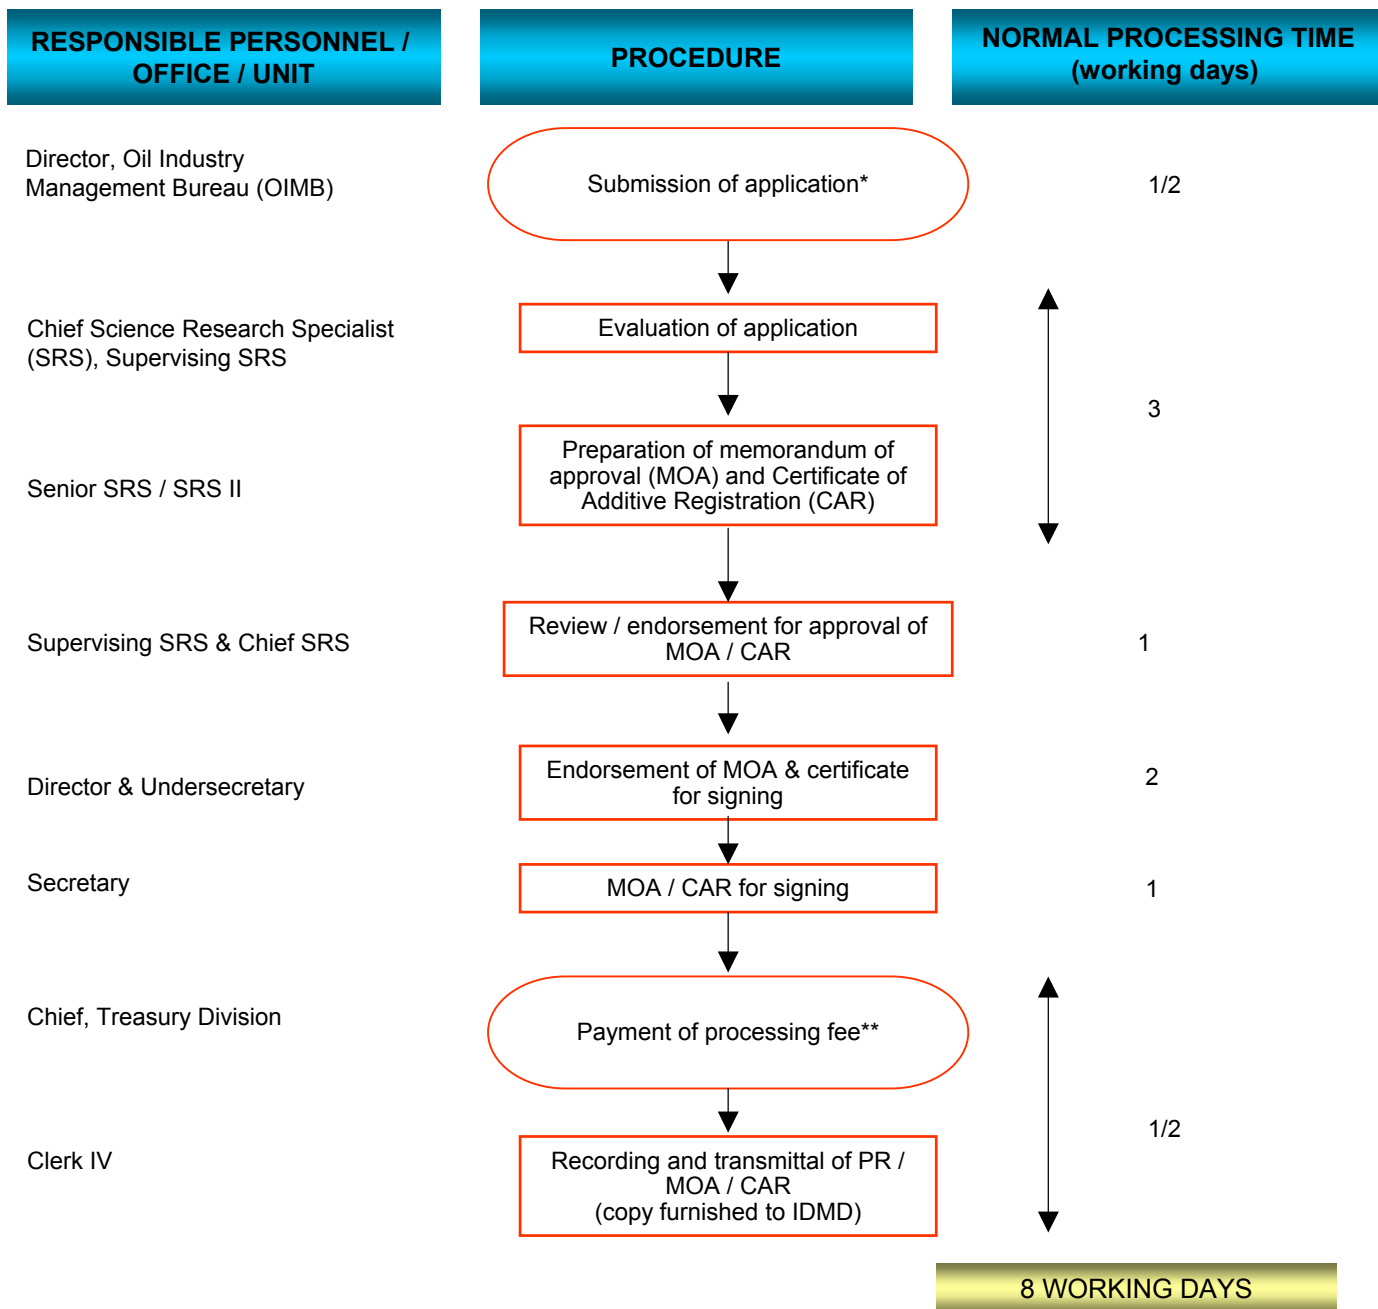 RESPONSIBLE PERSONNEL /
OFFICE / UNIT
PROCEDURE
NORMAL PROCESSING TIME
(working days)
Director, Oil Industry
Management Bureau (OIMB)
Submission of application*
1/2
Chief Science Research Specialist
(SRS), Supervising SRS
Evaluation of application
3
Senior SRS / SRS II
Preparation of memorandum of
approval (MOA) and Certificate of
Additive Registration (CAR)
Supervising SRS & Chief SRS
Review / endorsement for approval of
MOA / CAR
1
Director & Undersecretary
Endorsement of MOA & certificate
for signing
2
Secretary
MOA / CAR for signing
1
Chief, Treasury Division
Payment of processing fee**
1/2
Clerk IV
Recording and transmittal of PR /
MOA / CAR
(copy furnished to IDMD)
8 WORKING DAYS